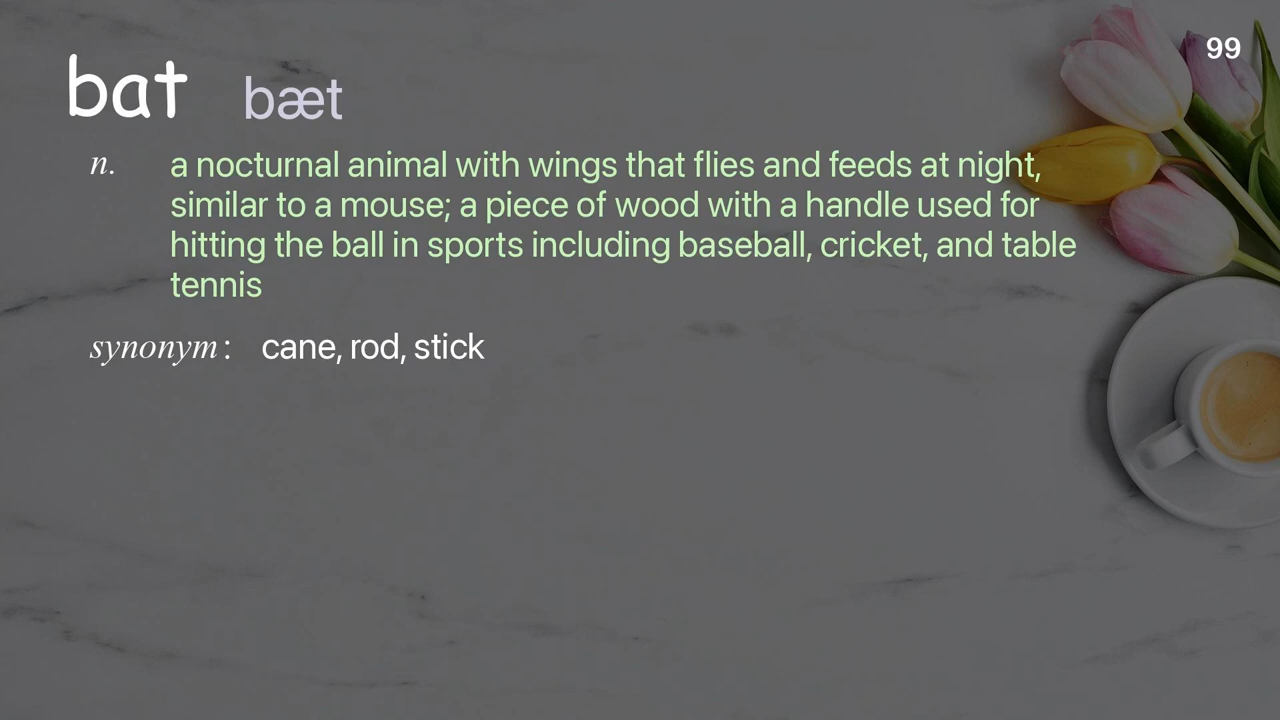 99
bat bæt
n. a nocturnal animal with wings that flies and feeds at night,
similar to a mouse; a piece of wood with a handle used for
hitting the ball in sports including baseball, cricket, and table
tennis
synonym: cane, rod, stick